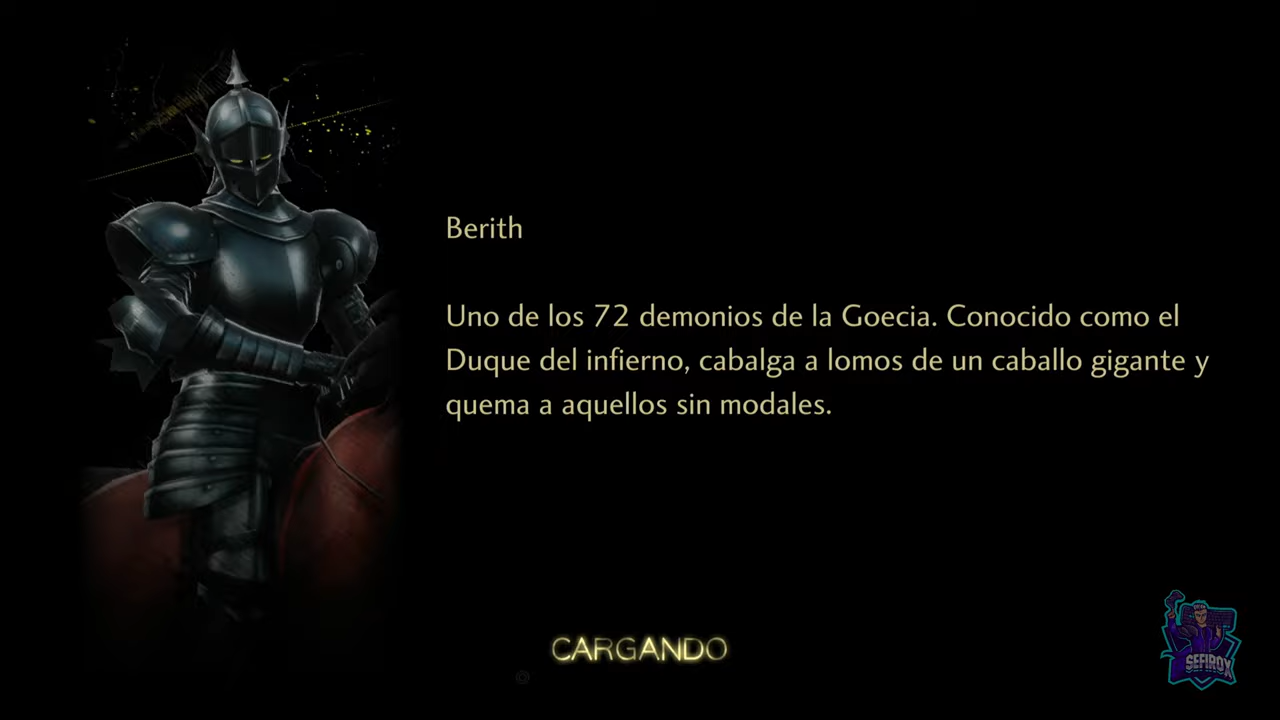 Berith
Uno de los 72 demonios de la Goecia. Conocido como el
Duque del infierno, cabalga a lomos de un caballo gigante y
quema a aquellos sin modales.
CARGANDO
SEFIROX